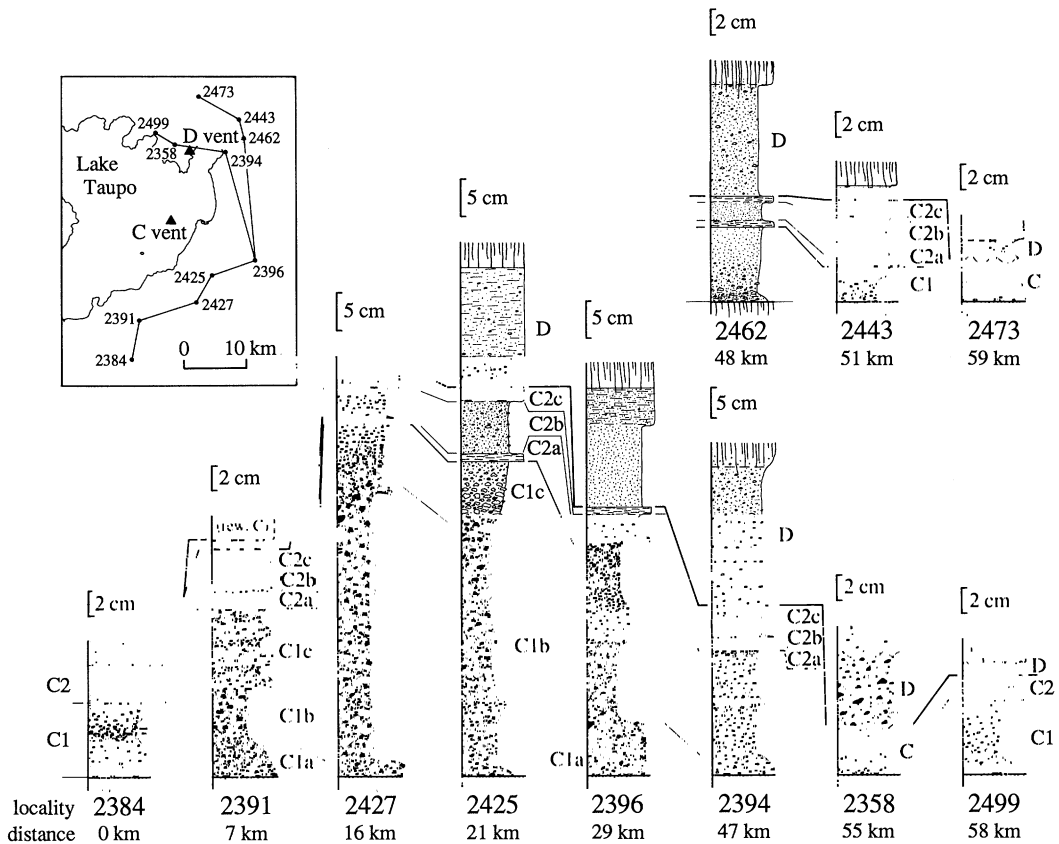 [2 cm
2473
2499
D vent
2443
2358
2462
Lake
Taupo
2394
C vent
2396
2425
2427
2391
2384
0 10 km
D
[2 cm
[2 cm
C2c
C2b
C2a
C1
D
C
2462 2443 2473
48 km 51 km 59 km
[5 cm
D
[5 cm
[5 cm
[5 cm
C2c
C2b
C2a
C1c
D
[2 cm
C2c
C2b
C2a
C1c
C1b
C1a
C1b
C1a
C2c
C2b
C2a
[2 cm
C2
C1
[2 cm
D
C
[2 cm
D
C2
C1
locality 2384 2391 2427 2425 2396 2394 2358 2499
distance 0 km 7 km 16 km 21 km 29 km 47 km 55 km 58 km